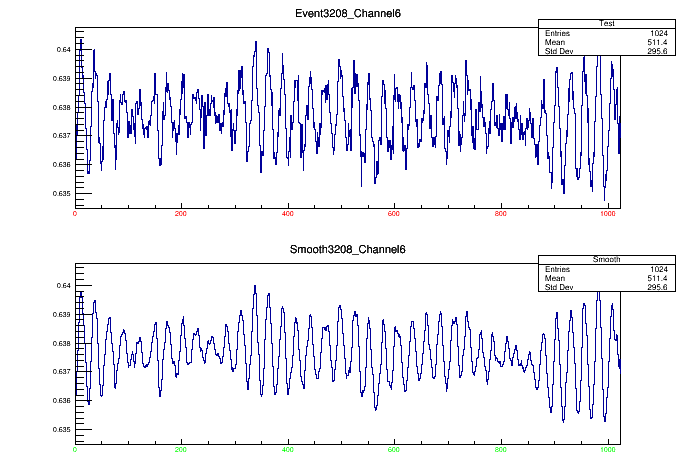 Event3208_Channel6
Test
Entries 1024
Mean 511.4
Std Dev 295.6
0.64
0.639
0.638
0.637
0.636
0.635
0 200 400 600 800 1000
Smooth3208_Channel6
Smooth
Entries 1024
Mean 511.4
Std Dev 295.6
0.64
0.639
0.638
0.637
0.636
0.635
0 200 400 600 800 1000